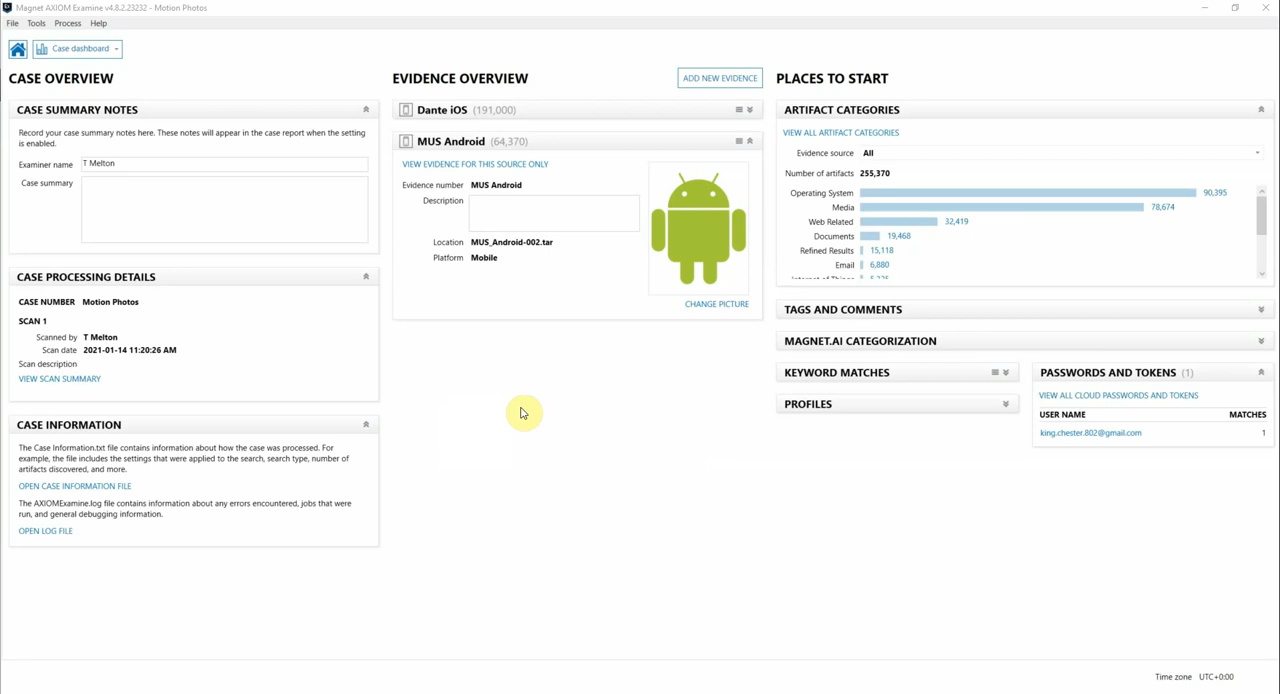 Magnet AXIOM Examine v4.8.2.23232 - Motion Photos
File Tools Process Help
Case dashboard
CASE OVERVIEW
CASE SUMMARY NOTES
Record your case summary notes here. These notes will appear in the case report when the setting
is enabled.
Examiner name T Melton
Case summary
CASE PROCESSING DETAILS
CASE NUMBER Motion Photos
SCAN 1
Scanned by T Melton
Scan date 2021-01-14 11:20:26 AM
Scan description
VIEW SCAN SUMMARY
CASE INFORMATION
The Case Information.txt file contains information about how the case was processed. For
example, the file includes the settings that were applied to the search, search type, number of
artifacts discovered, and more.
OPEN CASE INFORMATION FILE
The AXIOMExamine.log file contains information about any errors encountered, jobs that were
run, and general debugging information.
OPEN LOG FILE
EVIDENCE OVERVIEW
ADD NEW EVIDENCE
Dante iOS (191,000)
MUS Android (64,370)
VIEW EVIDENCE FOR THIS SOURCE ONLY
Evidence number MUS Android
Description
Location MUS_Android-002.tar
Platform Mobile
CHANGE PICTURE
PLACES TO START
ARTIFACT CATEGORIES
VIEW ALL ARTIFACT CATEGORIES
Evidence source All
Number of artifacts 255,370
Operating System 90,395
Media 78,674
Web Related 32,419
Documents 19,468
Refined Results 15,118
Email 6,880
Internet of Things 5,235
TAGS AND COMMENTS
MAGNET.AI CATEGORIZATION
KEYWORD MATCHES
PROFILES
PASSWORDS AND TOKENS (1)
VIEW ALL CLOUD PASSWORDS AND TOKENS
USER NAME MATCHES
king.chester.802@gmail.com 1
Time zone UTC+0:00